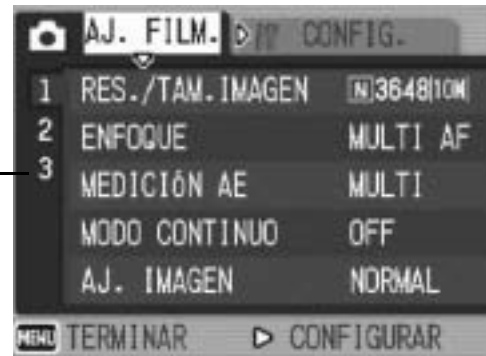 AJ. FILM. CONFIG.
1 RES./TAM.IMAGEN N 3648 10M
2 ENFOQUE MULTI AF
3 MEDICIóN AE MULTI
MODO CONTINUO OFF
AJ. IMAGEN NORMAL
MENU TERMINAR CONFIGURAR